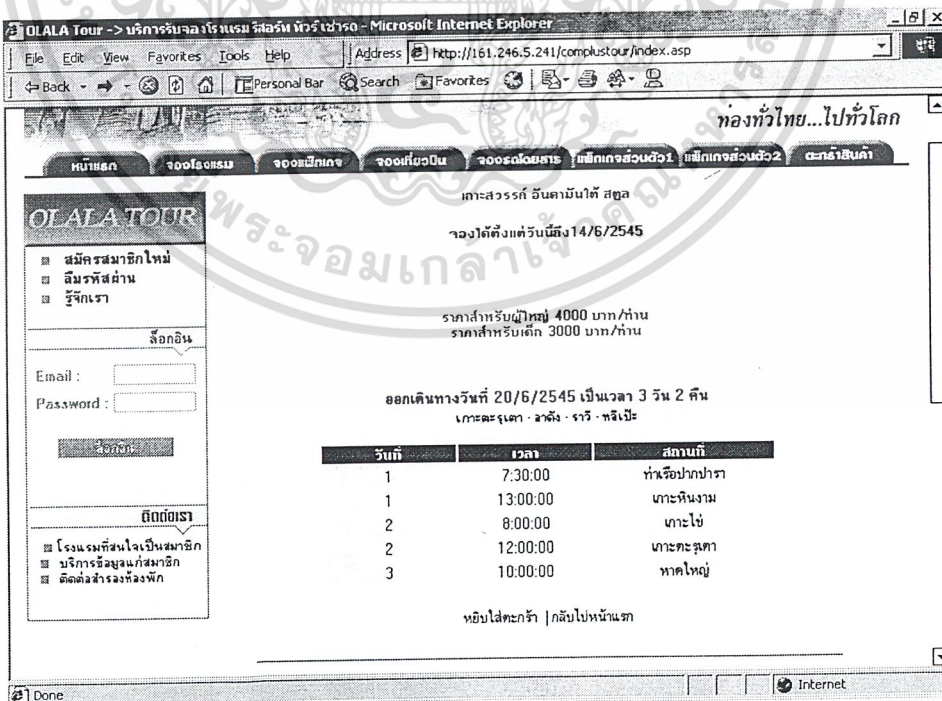 OLALA Tour -> บริการรับจองโรงแรม รีสอร์ท ทัวร์ เช่ารถ - Microsoft Internet Explorer
File Edit View Favorites Tools Help Address http://161.246.5.241/complustour/index.asp
Back Personal Bar Search Favorites
ท่องทั่วไทย...ไปทั่วโลก
หน้าแรก จองโรงแรม จองแพ็กเกจ จองเที่ยวบิน จองรถโดยสาร แพ็กเกจส่วนตัว1 แพ็กเกจส่วนตัว2 ตะกร้าสินค้า
OLALA TOUR
สมัครสมาชิกใหม่
ลืมรหัสผ่าน
รู้จักเรา
ล็อกอิน
Email :
Password :
ล็อกอิน
ติดต่อเรา
โรงแรมที่สนใจเป็นสมาชิก
บริการข้อมูลแก่สมาชิก
ติดต่อสำรองห้องพัก
เกาะสวรรค์ อันดามันใต้ สตูล
จองได้ตั้งแต่วันนี้ถึง14/6/2545
ราคาสำหรับผู้ใหญ่ 4000 บาท/ท่าน
ราคาสำหรับเด็ก 3000 บาท/ท่าน
ออกเดินทางวันที่ 20/6/2545 เป็นเวลา 3 วัน 2 คืน
เกาะตะรุเตา - อาดัง - ราวี - หลีเป๊ะ
วันที่ เวลา สถานที่
1 7:30:00 ท่าเรือปากปารา
1 13:00:00 เกาะหินงาม
2 8:00:00 เกาะไข่
2 12:00:00 เกาะตะรุเตา
3 10:00:00 หาดใหญ่
หยิบใส่ตะกร้า | กลับไปหน้าแรก
Done Internet
พระจอมเกล้าเจ้าคุณทหาร